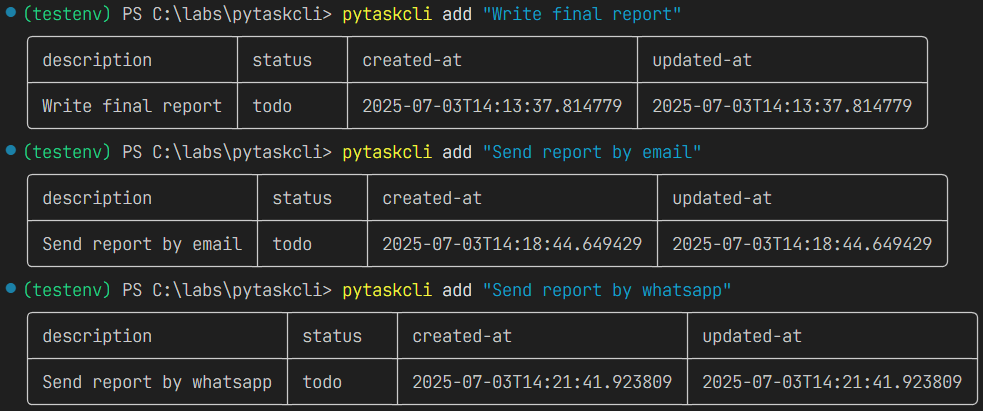 (testenv) PS C:\labs\pytaskcli> pytaskcli add "Write final report"
description status created-at updated-at
Write final report todo 2025-07-03T14:13:37.814779 2025-07-03T14:13:37.814779
(testenv) PS C:\labs\pytaskcli> pytaskcli add "Send report by email"
description status created-at updated-at
Send report by email todo 2025-07-03T14:18:44.649429 2025-07-03T14:18:44.649429
(testenv) PS C:\labs\pytaskcli> pytaskcli add "Send report by whatsapp"
description status created-at updated-at
Send report by whatsapp todo 2025-07-03T14:21:41.923809 2025-07-03T14:21:41.923809